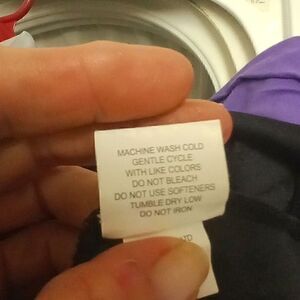 MACHINE WASH COLD
GENTLE CYCLE
WITH LIKE COLORS
DO NOT BLEACH
DO NOT USE SOFTENERS
TUMBLE DRY LOW
DO NOT IRON
TD